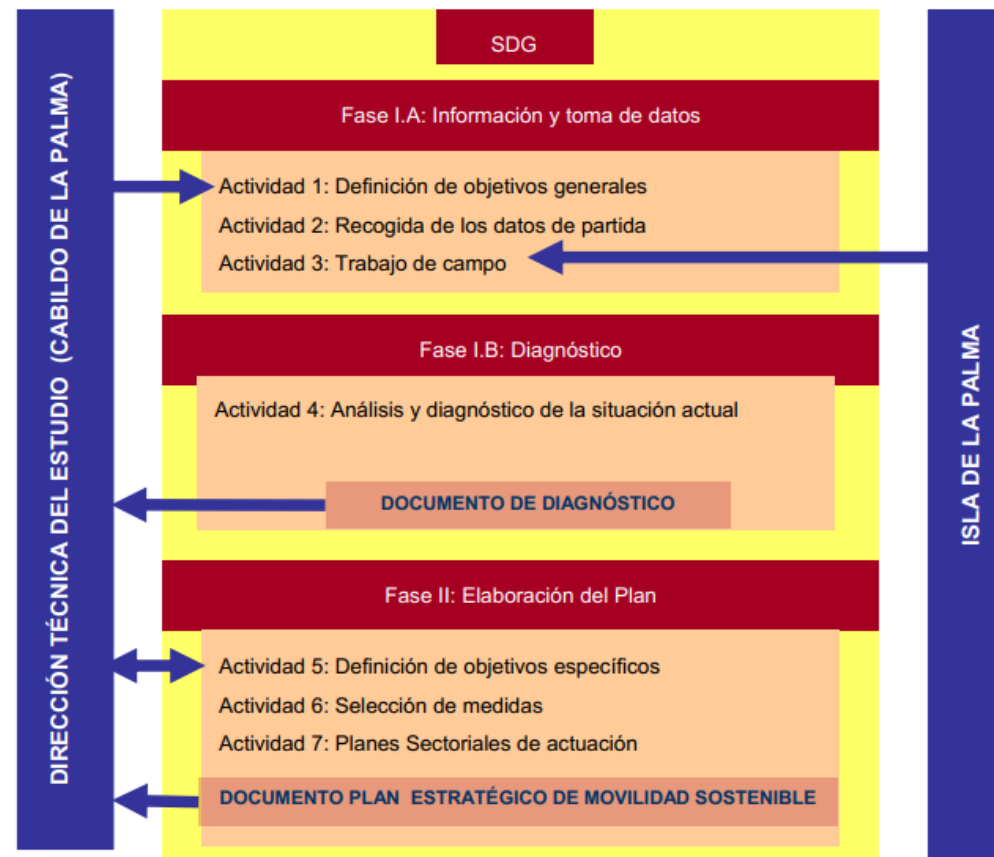 SDG
DIRECCIÓN TÉCNICA DEL ESTUDIO (CABILDO DE LA PALMA)
Fase I.A: Información y toma de datos
Actividad 1: Definición de objetivos generales
Actividad 2: Recogida de los datos de partida
Actividad 3: Trabajo de campo
Fase I.B: Diagnóstico
Actividad 4: Análisis y diagnóstico de la situación actual
DOCUMENTO DE DIAGNÓSTICO
Fase II: Elaboración del Plan
Actividad 5: Definición de objetivos específicos
Actividad 6: Selección de medidas
Actividad 7: Planes Sectoriales de actuación
DOCUMENTO PLAN ESTRATÉGICO DE MOVILIDAD SOSTENIBLE
ISLA DE LA PALMA